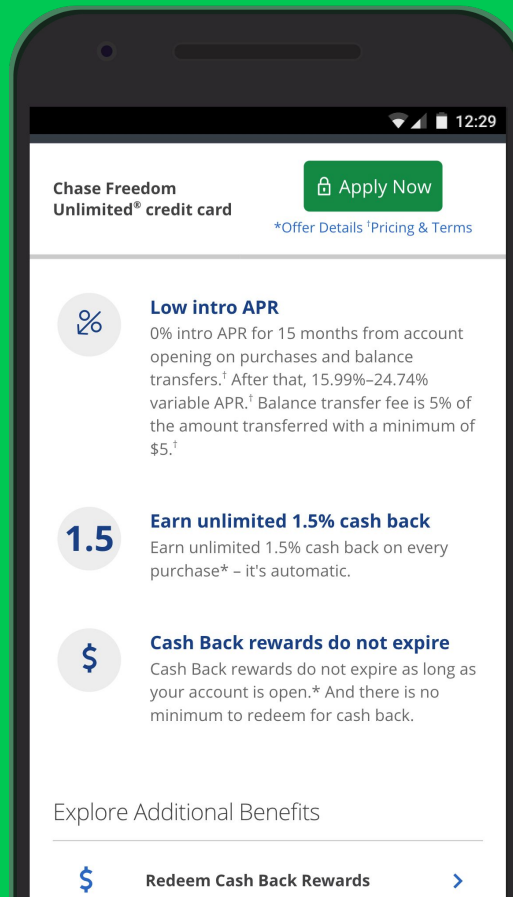 12:29
Chase Freedom
Unlimited® credit card
Apply Now
*Offer Details †Pricing & Terms
Low intro APR
0% intro APR for 15 months from account
opening on purchases and balance
transfers.† After that, 15.99%–24.74%
variable APR.† Balance transfer fee is 5% of
the amount transferred with a minimum of
$5.†
1.5
Earn unlimited 1.5% cash back
Earn unlimited 1.5% cash back on every
purchase* – it's automatic.
$
Cash Back rewards do not expire
Cash Back rewards do not expire as long as
your account is open.* And there is no
minimum to redeem for cash back.
Explore Additional Benefits
$ Redeem Cash Back Rewards